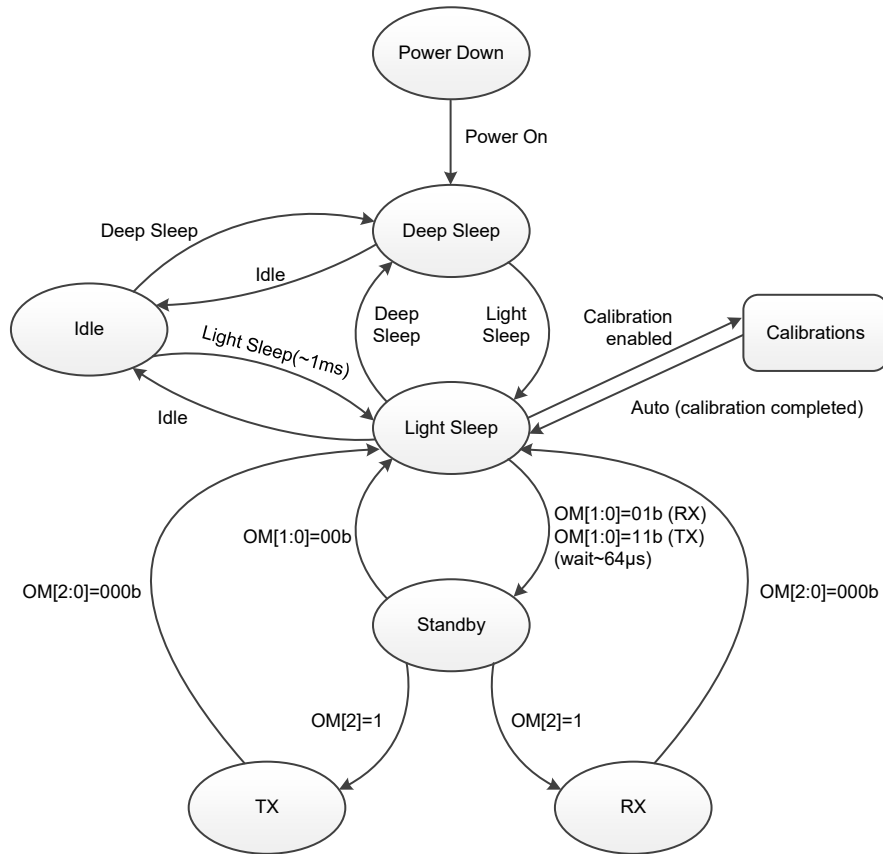 Power Down
Power On
Deep Sleep
Deep Sleep
Idle
Idle
Light Sleep(~1ms)
Idle
Deep
Sleep
Light
Sleep
Calibration
enabled
Calibrations
Auto (calibration completed)
Light Sleep
OM[1:0]=00b
OM[1:0]=01b (RX)
OM[1:0]=11b (TX)
(wait~64µs)
OM[2:0]=000b
OM[2:0]=000b
Standby
OM[2]=1
OM[2]=1
TX
RX